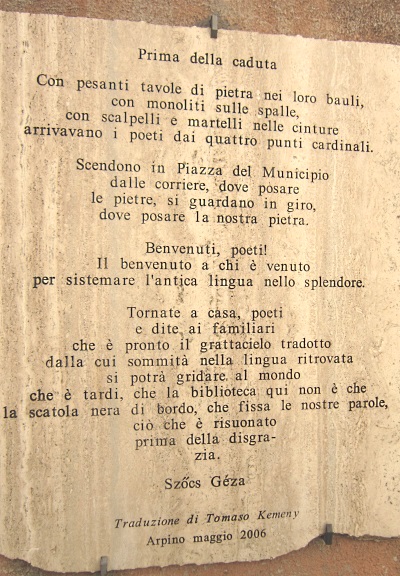 Prima della caduta
Con pesanti tavole di pietra nei loro bauli,
con monoliti sulle spalle,
con scalpelli e martelli nelle cinture
arrivavano i poeti dai quattro punti cardinali.
Scendono in Piazza del Municipio
dalle corriere, dove posare
le pietre, si guardano in giro,
dove posare la nostra pietra.
Benvenuti, poeti!
Il benvenuto a chi è venuto
per sistemare l'antica lingua nello splendore.
Tornate a casa, poeti
e dite ai familiari
che è pronto il grattacielo tradotto
dalla cui sommità nella lingua ritrovata
si potrà gridare al mondo
che è tardi, che la biblioteca qui non è che
la scatola nera di bordo, che fissa le nostre parole,
ciò che è risuonato
prima della disgra-
zia.
Szőcs Géza
Traduzione di Tomaso Kemeny
Arpino maggio 2006